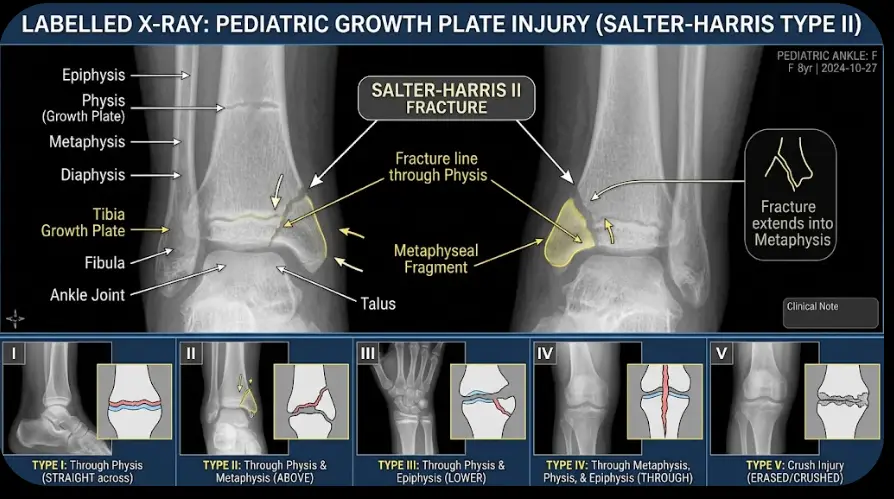 LABELLED X-RAY: PEDIATRIC GROWTH PLATE INJURY (SALTER-HARRIS TYPE II)
PEDIATRIC ANKLE: F
F 8yr | 2024-10-27
Epiphysis
Physis
(Growth Plate)
Metaphysis
Diaphysis
Tibia
Growth Plate
Fibula
Ankle Joint
SALTER-HARRIS II
FRACTURE
Fracture line
through Physis
Metaphyseal
Fragment
Talus
Fracture
extends into
Metaphysis
Clinical Note
I
II
III
IV
V
TYPE I: Through Physis
(STRAIGHT across)
TYPE II: Through Physis &
Metaphysis (ABOVE)
TYPE III: Through Physis &
Epiphysis (LOWER)
TYPE IV: Through Metaphysis,
Physis, & Epiphysis (THROUGH)
TYPE V: Crush Injury
(ERASED/CRUSHED)